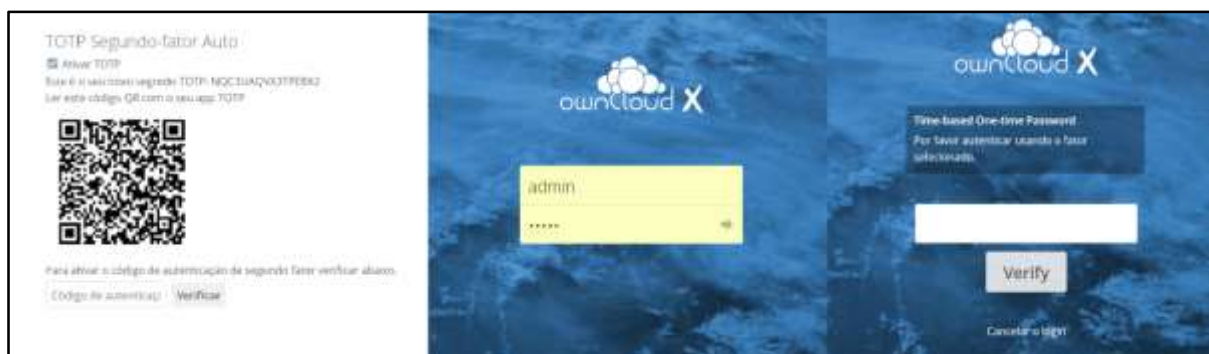 TOTP Segundo-fator Auto
Ativar TOTP
Este é o seu novo segredo TOTP:
Ler este código QR com o seu app TOTP
Para ativar o código de autenticação de segundo fator verificar abaixo.
Código de autenticaçã
Verificar
ownCloud X
admin
•••••
ownCloud X
Time-based One-time Password
Por favor autenticar usando o fator
selecionado.
Verify
Cancelar o login